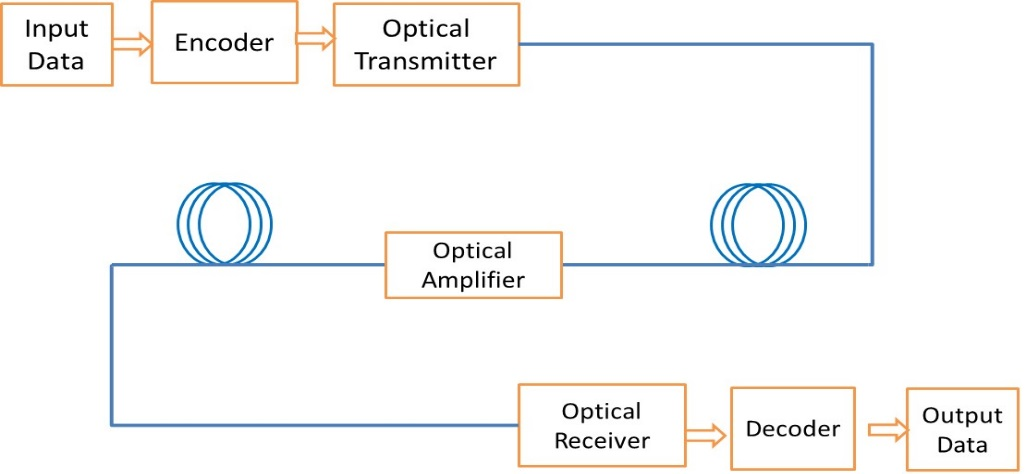 Input
Data
Encoder
Optical
Transmitter
Optical
Amplifier
Optical
Receiver
Decoder
Output
Data